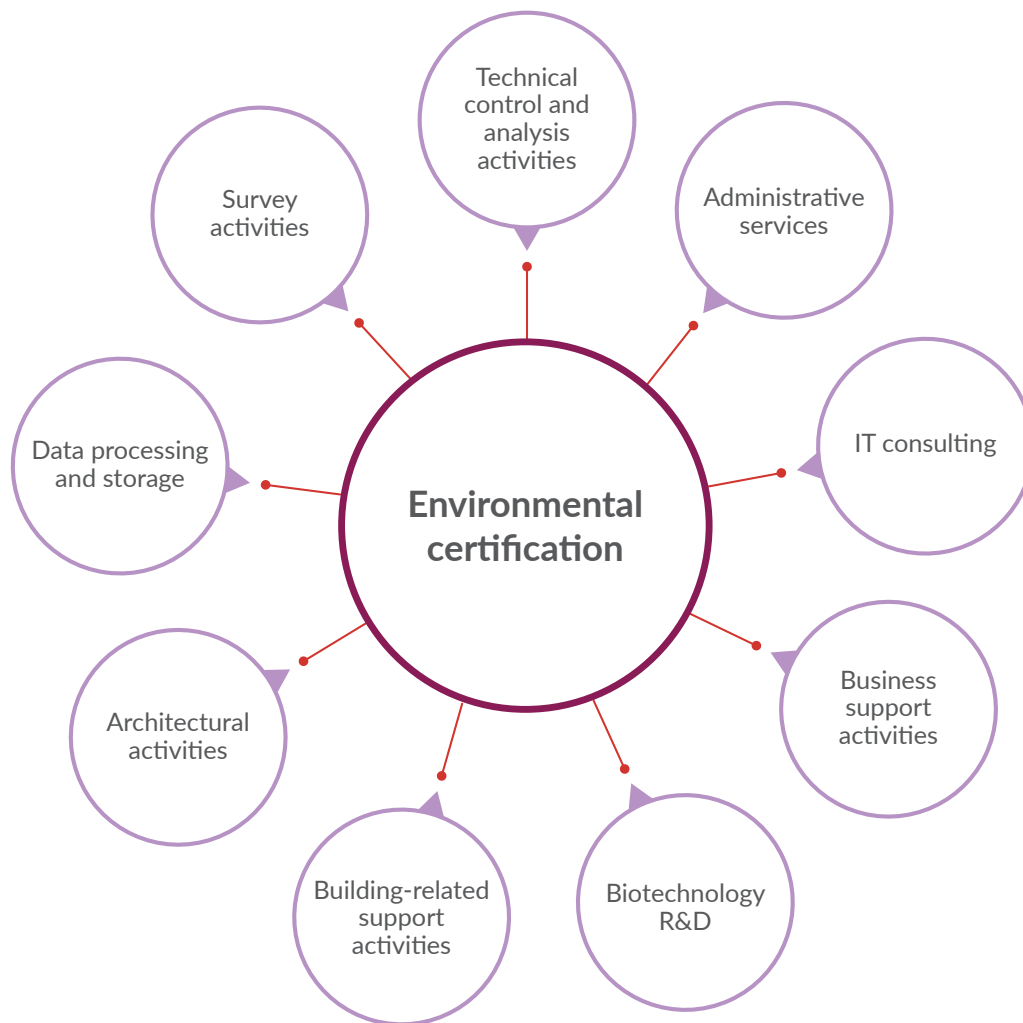 Technical
control and
analysis
activities
Administrative
services
IT consulting
Business
support
activities
Biotechnology
R&D
Building-related
support
activities
Architectural
activities
Data processing
and storage
Survey
activities
Environmental
certification